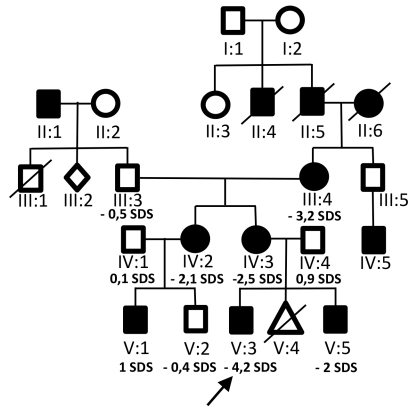 I:1 I:2
II:1 II:2 II:3 II:4 II:5 II:6
III:1 III:2 III:3 III:4 III:5
- 0,5 SDS - 3,2 SDS
IV:1 IV:2 IV:3 IV:4 IV:5
0,1 SDS - 2,1 SDS -2,5 SDS 0,9 SDS
V:1 V:2 V:3 V:4 V:5
1 SDS - 0,4 SDS - 4,2 SDS - 2 SDS